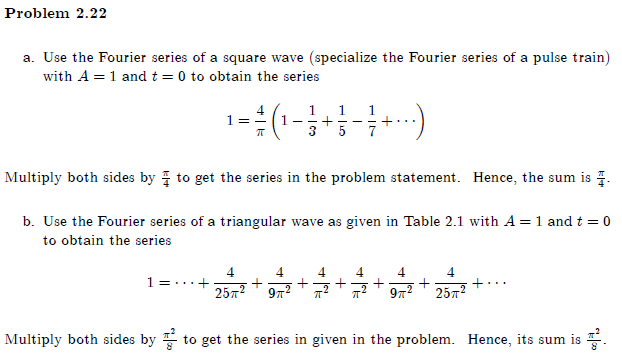 Problem 2.22
a. Use the Fourier series of a square wave (specialize the Fourier series of a pulse train)
with A = 1 and t = 0 to obtain the series
1 = 4/π (1 − 1/3 + 1/5 − 1/7 + ···)
Multiply both sides by π/4 to get the series in the problem statement. Hence, the sum is π/4.
b. Use the Fourier series of a triangular wave as given in Table 2.1 with A = 1 and t = 0
to obtain the series
1 = ··· + 4/25π² + 4/9π² + 4/π² + 4/π² + 4/9π² + 4/25π² + ···
Multiply both sides by π²/8 to get the series in given in the problem. Hence, its sum is π²/8.